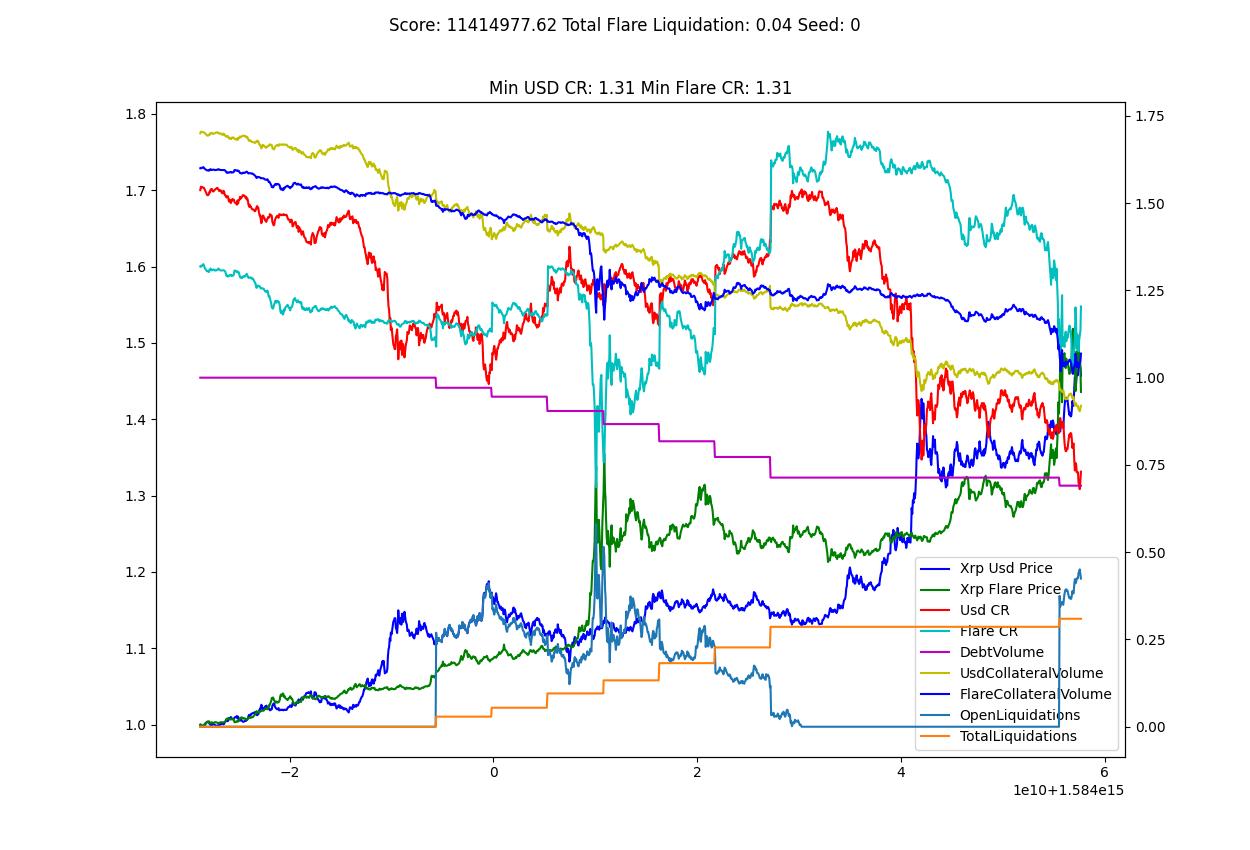 Score: 11414977.62 Total Flare Liquidation: 0.04 Seed: 0
Min USD CR: 1.31 Min Flare CR: 1.31
1.8
1.7
1.6
1.5
1.4
1.3
1.2
1.1
1.0
1.75
1.50
1.25
1.00
0.75
0.50
0.25
0.00
Xrp Usd Price
Xrp Flare Price
Usd CR
Flare CR
DebtVolume
UsdCollateralVolume
FlareCollateralVolume
OpenLiquidations
TotalLiquidations
−2 0 2 4 6
1e10+1.584e15